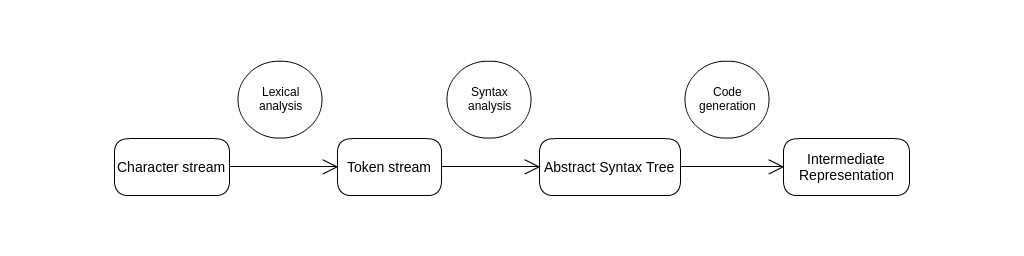 Lexical
analysis
Syntax
analysis
Code
generation
Character stream
Token stream
Abstract Syntax Tree
Intermediate
Representation